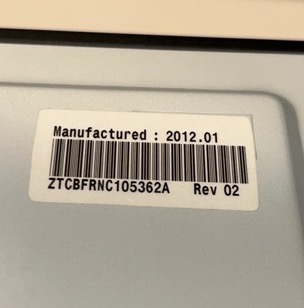 Manufactured : 2012.01
ZTCBFRNC105362A Rev 02